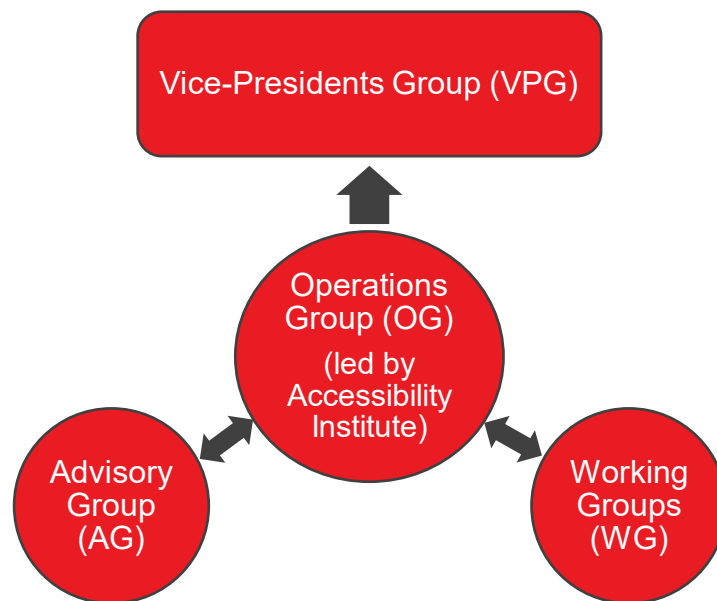 Vice-Presidents Group (VPG)
Operations
Group (OG)
(led by
Accessibility
Institute)
Advisory
Group
(AG)
Working
Groups
(WG)